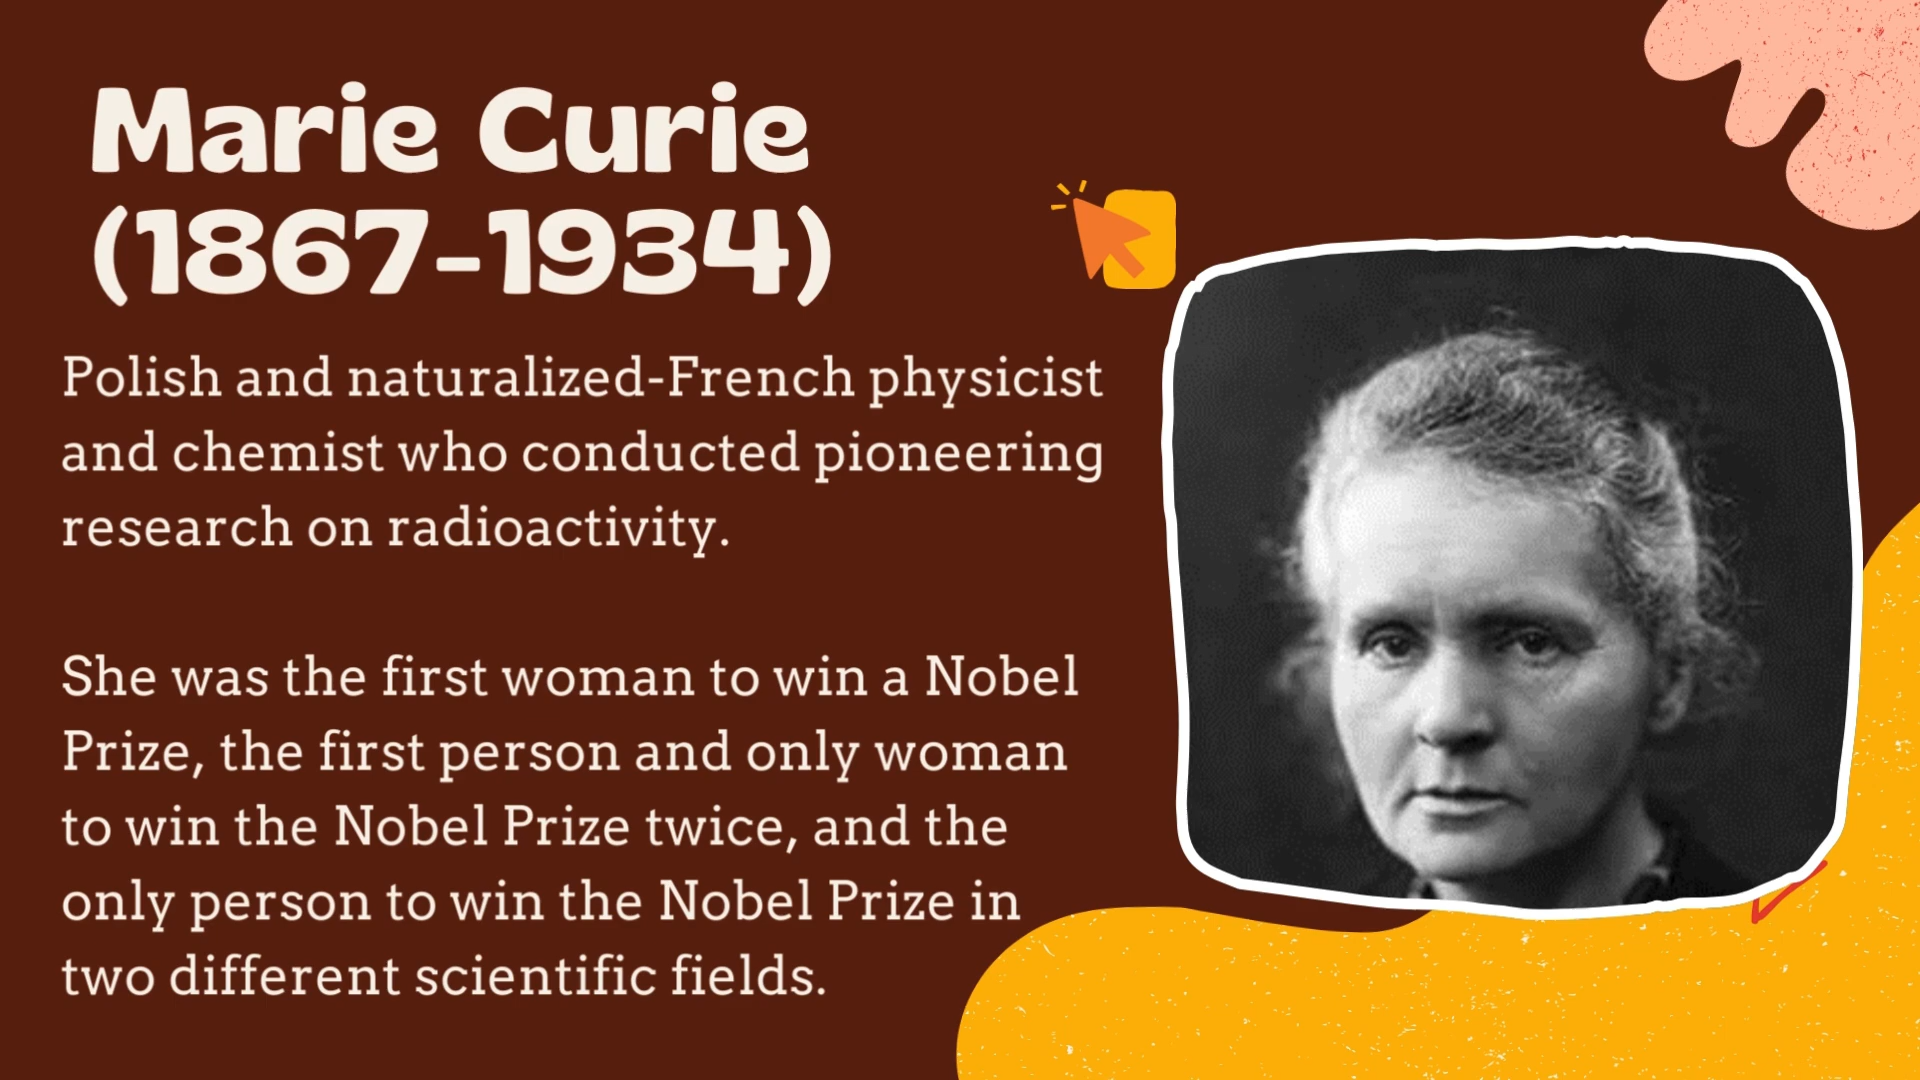 Marie Curie
(1867-1934)
Polish and naturalized-French physicist
and chemist who conducted pioneering
research on radioactivity.
She was the first woman to win a Nobel
Prize, the first person and only woman
to win the Nobel Prize twice, and the
only person to win the Nobel Prize in
two different scientific fields.